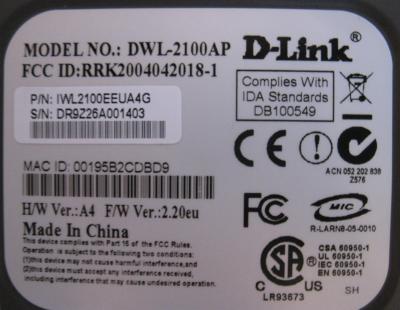 MODEL NO.: DWL-2100AP
D-Link®
FCC ID:RRK2004042018-1
P/N: IWL2100EEUA4G
S/N: DR9Z26A001403
Complies With
IDA Standards
DB100549
ACN 052 202 838
Z576
MAC ID: 00195B2CDBD9
H/W Ver.: A4 F/W Ver.: 2.20eu
Made In China
FC
MIC
R-LARN8-05-0010
This device complies with Part 15 of the FCC Rules.
Operation is subject to the following two conditions:
(1)this device may not cause harmful interference,and
(2)this device must accept any interference received,
including interference that may cause undesired operation.
SA
®
C US
LR93673
CSA 60950-1
UL 60950-1
IEC 60950-1
EN 60950-1
SH